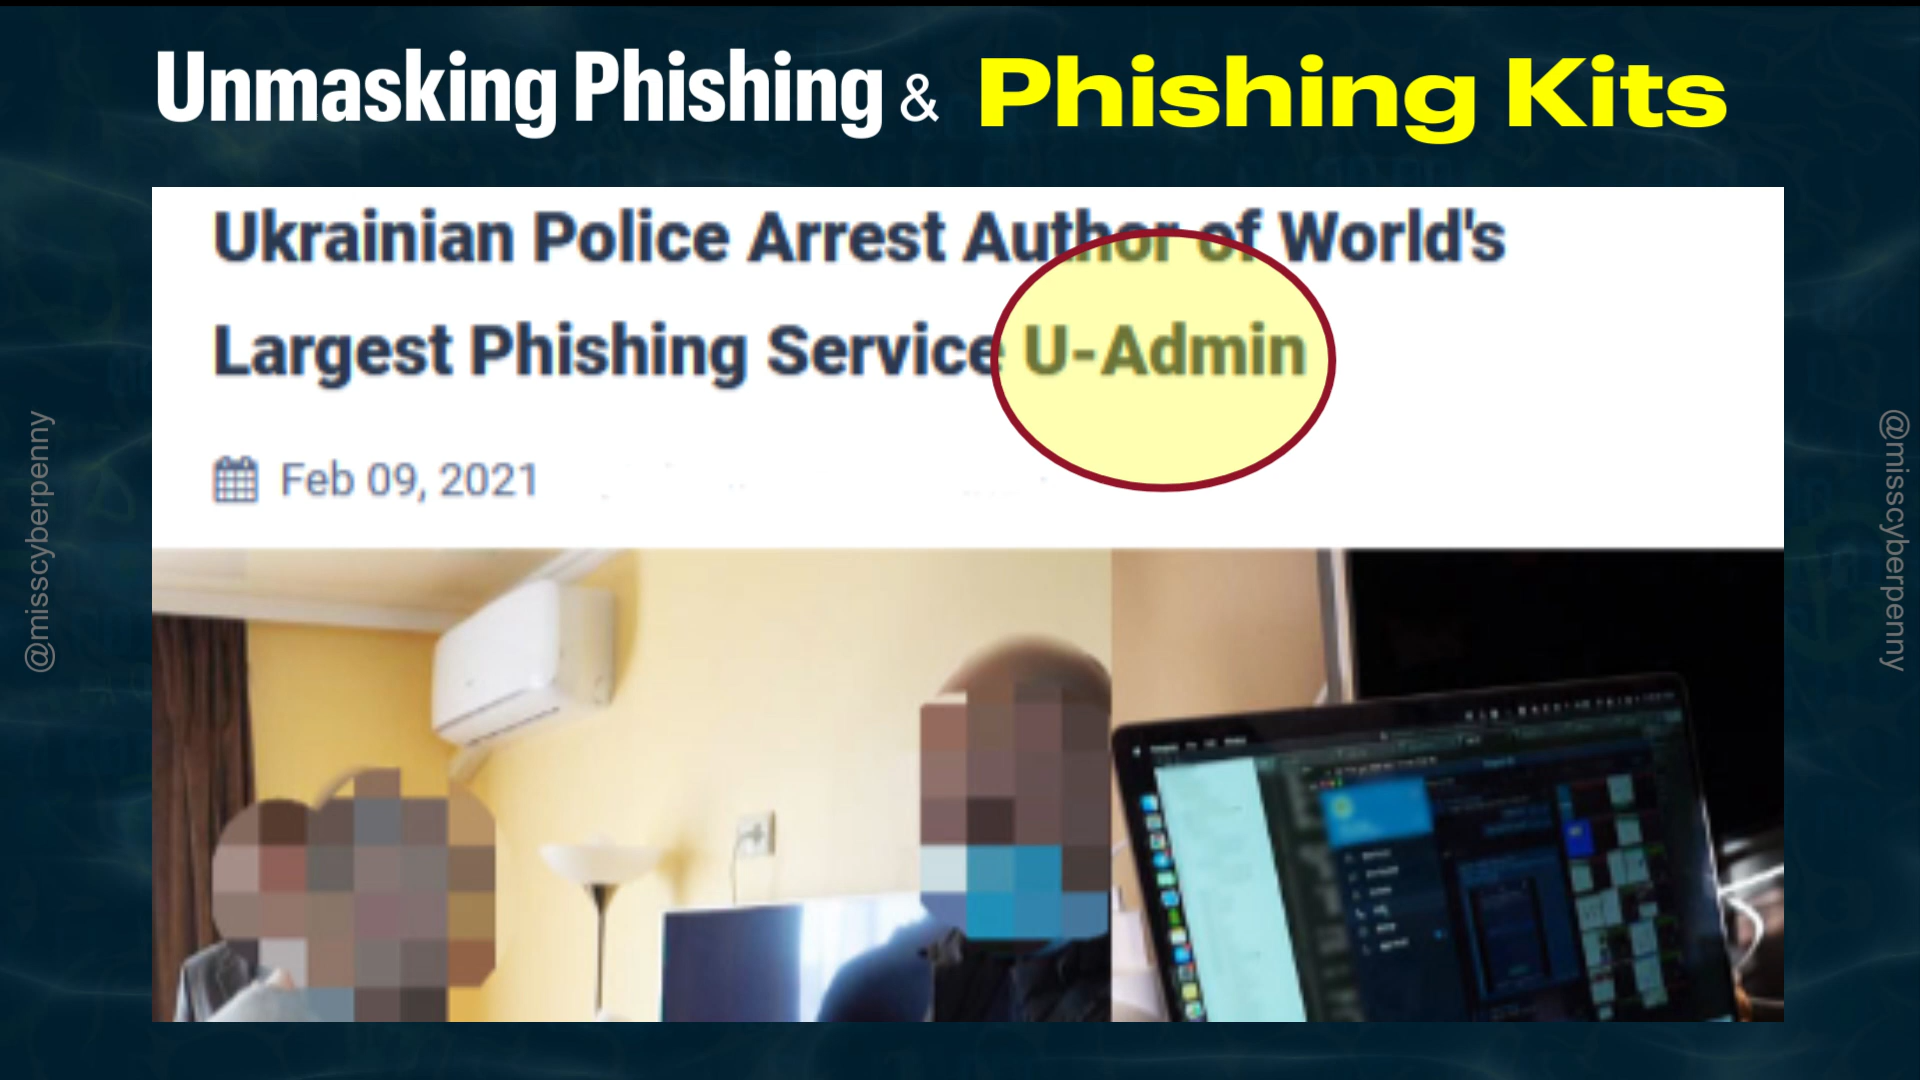 Unmasking Phishing & Phishing Kits
Ukrainian Police Arrest Author of World's
Largest Phishing Service U-Admin
Feb 09, 2021
@misscyberpenny
@misscyberpenny